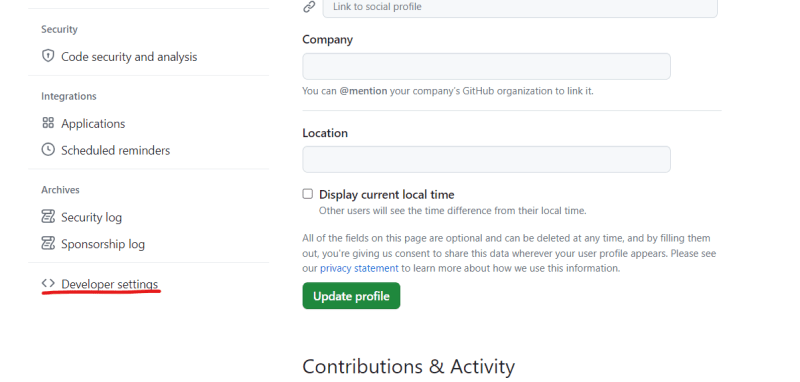 Security
Code security and analysis
Integrations
Applications
Scheduled reminders
Archives
Security log
Sponsorship log
Developer settings
Link to social profile
Company
You can @mention your company's GitHub organization to link it.
Location
Display current local time
Other users will see the time difference from their local time.
All of the fields on this page are optional and can be deleted at any time, and by filling them
out, you're giving us consent to share this data wherever your user profile appears. Please see
our privacy statement to learn more about how we use this information.
Update profile
Contributions & Activity